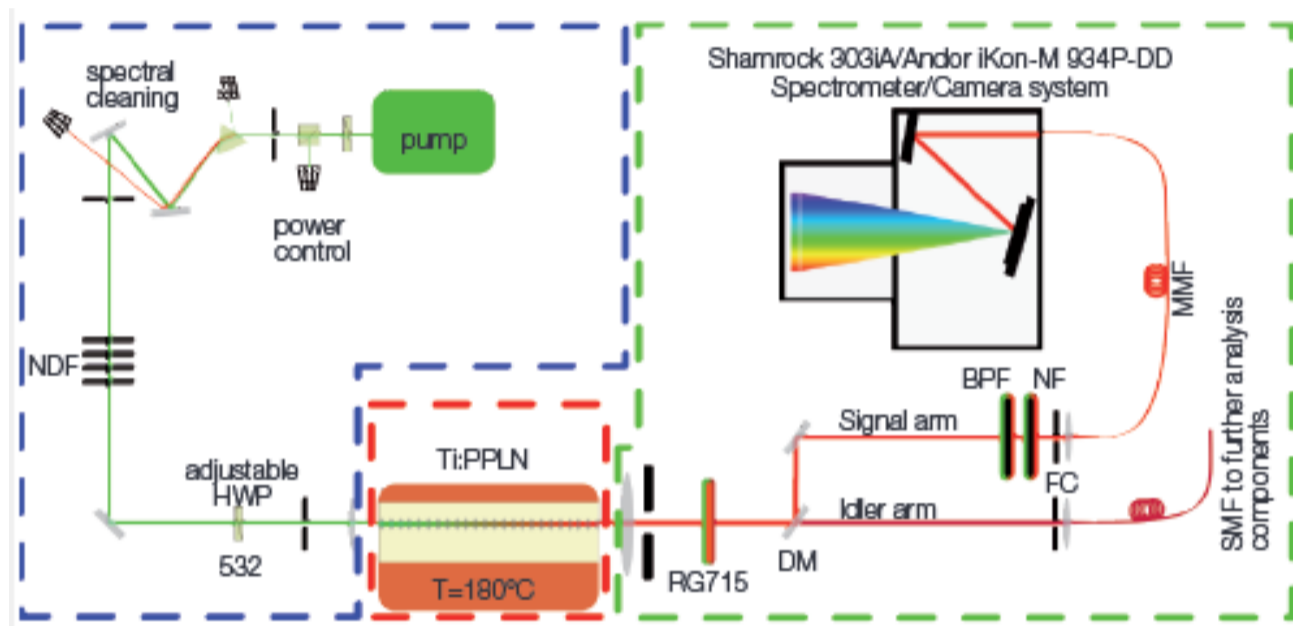 spectral
cleaning
pump
power
control
NDF
adjustable
HWP
532
Ti:PPLN
T=180ºC
Shamrock 303iA/Andor iKon-M 934P-DD
Spectrometer/Camera system
MMF
BPF NF
Signal arm
FC
Idler arm
DM
RG715
SMF to further analysis
components